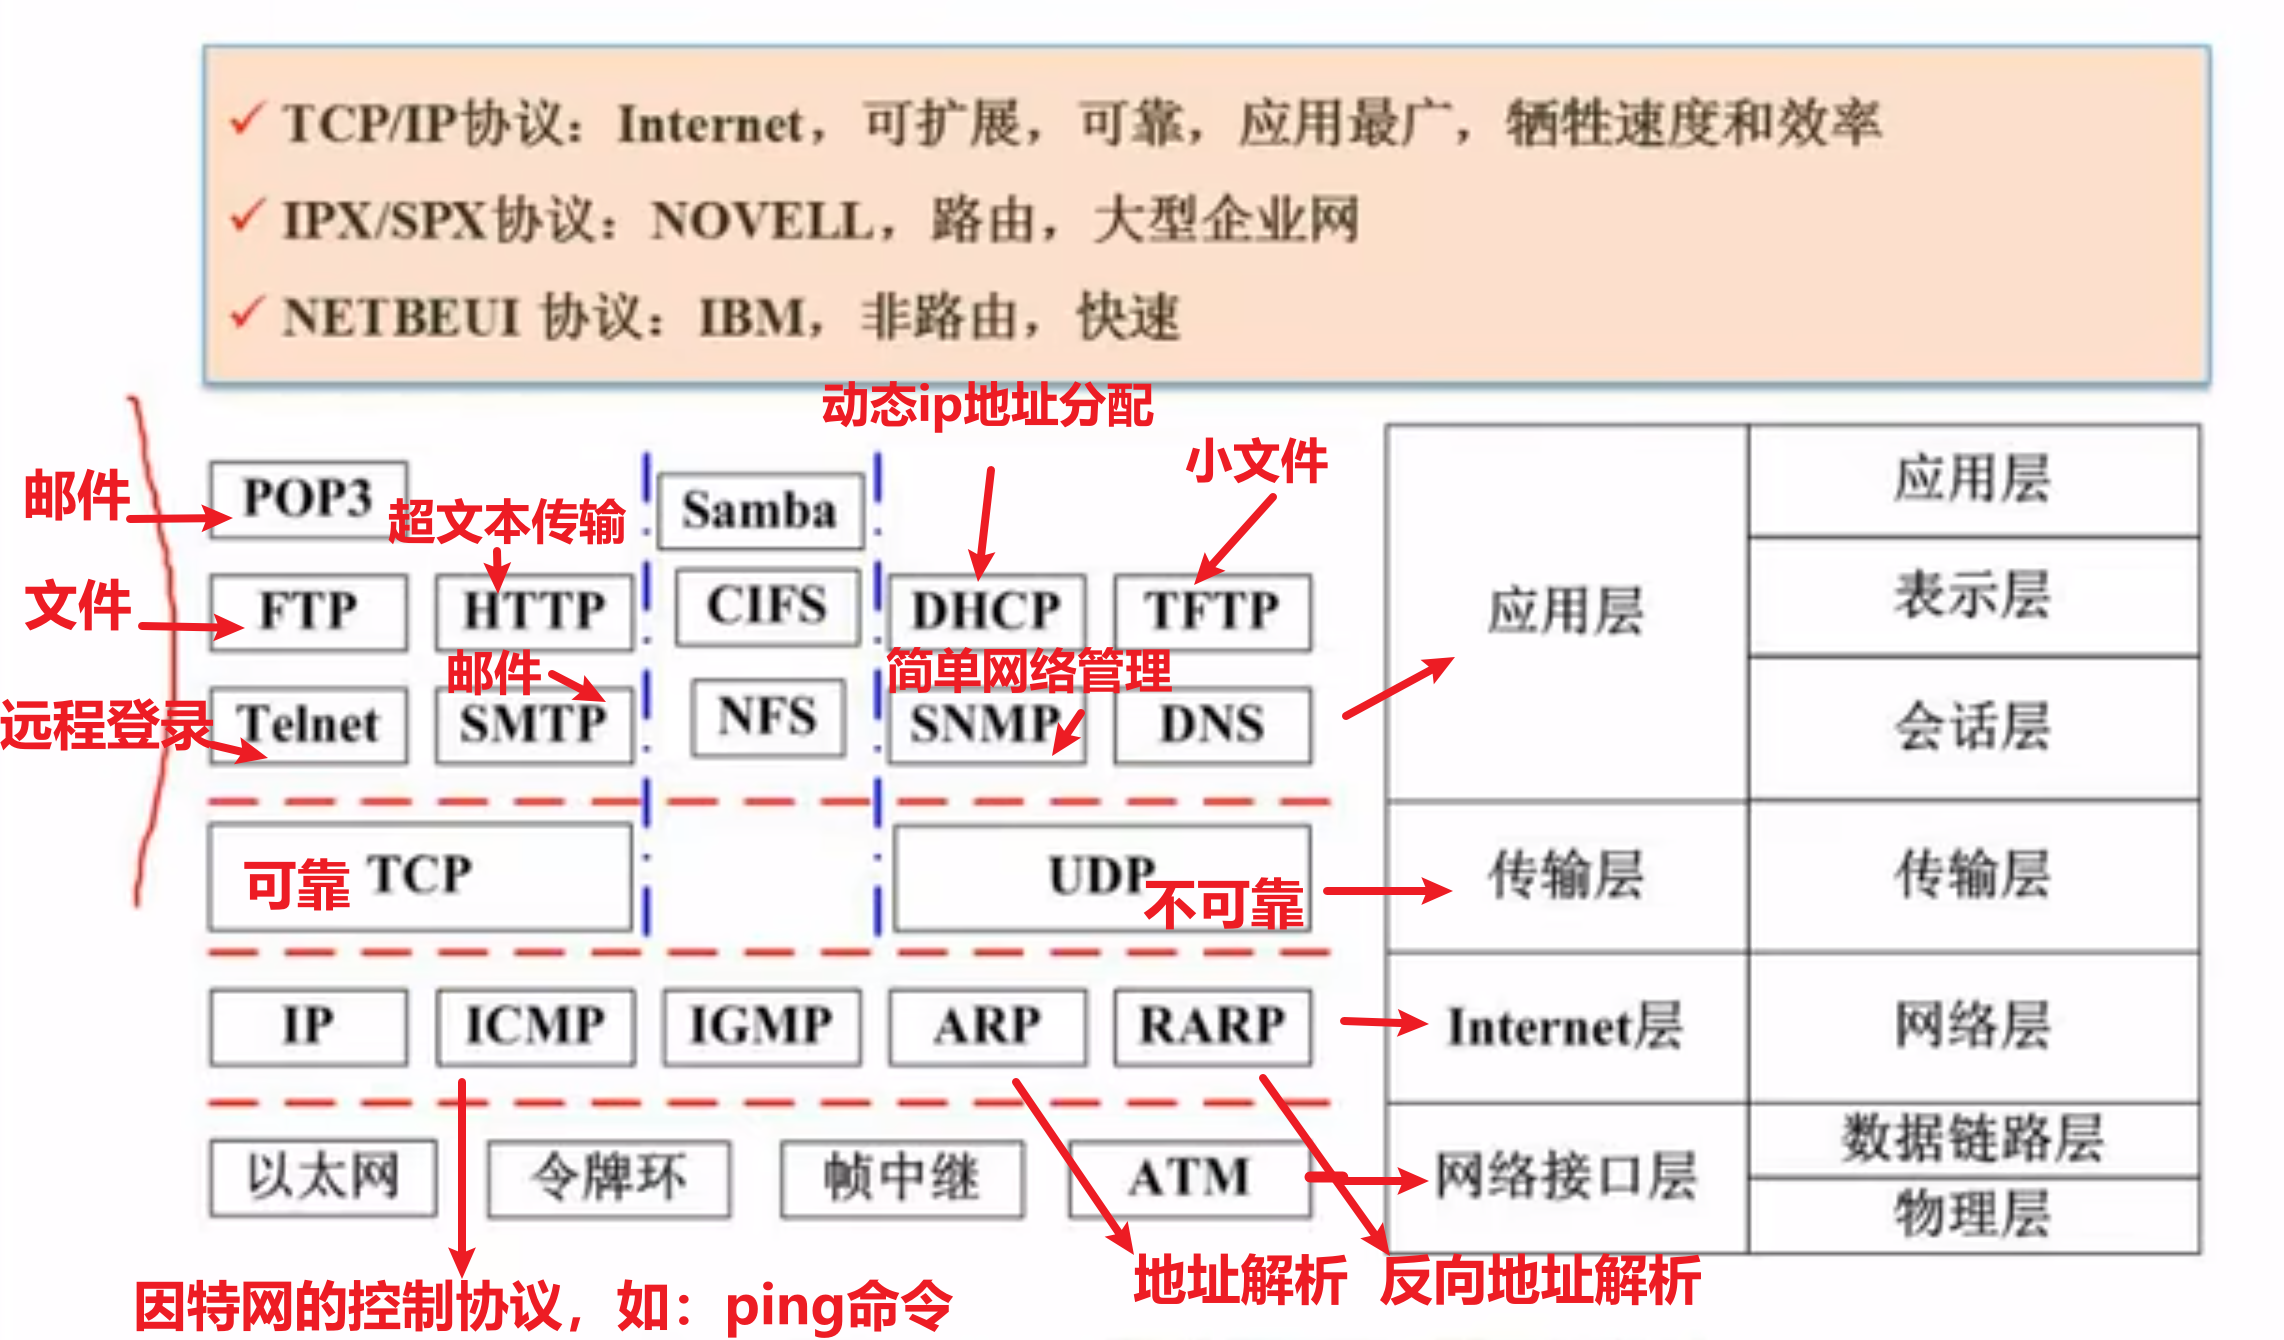 ✓ TCP/IP协议：Internet，可扩展，可靠，应用最广，牺牲速度和效率
✓ IPX/SPX协议：NOVELL，路由，大型企业网
✓ NETBEUI 协议：IBM，非路由，快速
动态ip地址分配
小文件
邮件
POP3
超文本传输
Samba
文件
FTP
HTTP
CIFS
DHCP
TFTP
邮件
简单网络管理
远程登录
Telnet
SMTP
NFS
SNMP
DNS
可靠
TCP
UDP
不可靠
IP
ICMP
IGMP
ARP
RARP
以太网
令牌环
帧中继
ATM
应用层
应用层
表示层
会话层
传输层
传输层
Internet层
网络层
网络接口层
数据链路层
物理层
因特网的控制协议，如：ping命令
地址解析
反向地址解析